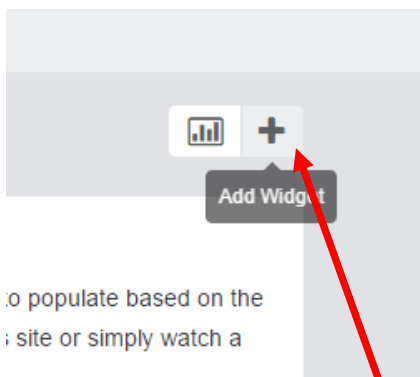 Add Widget
to populate based on the
site or simply watch a